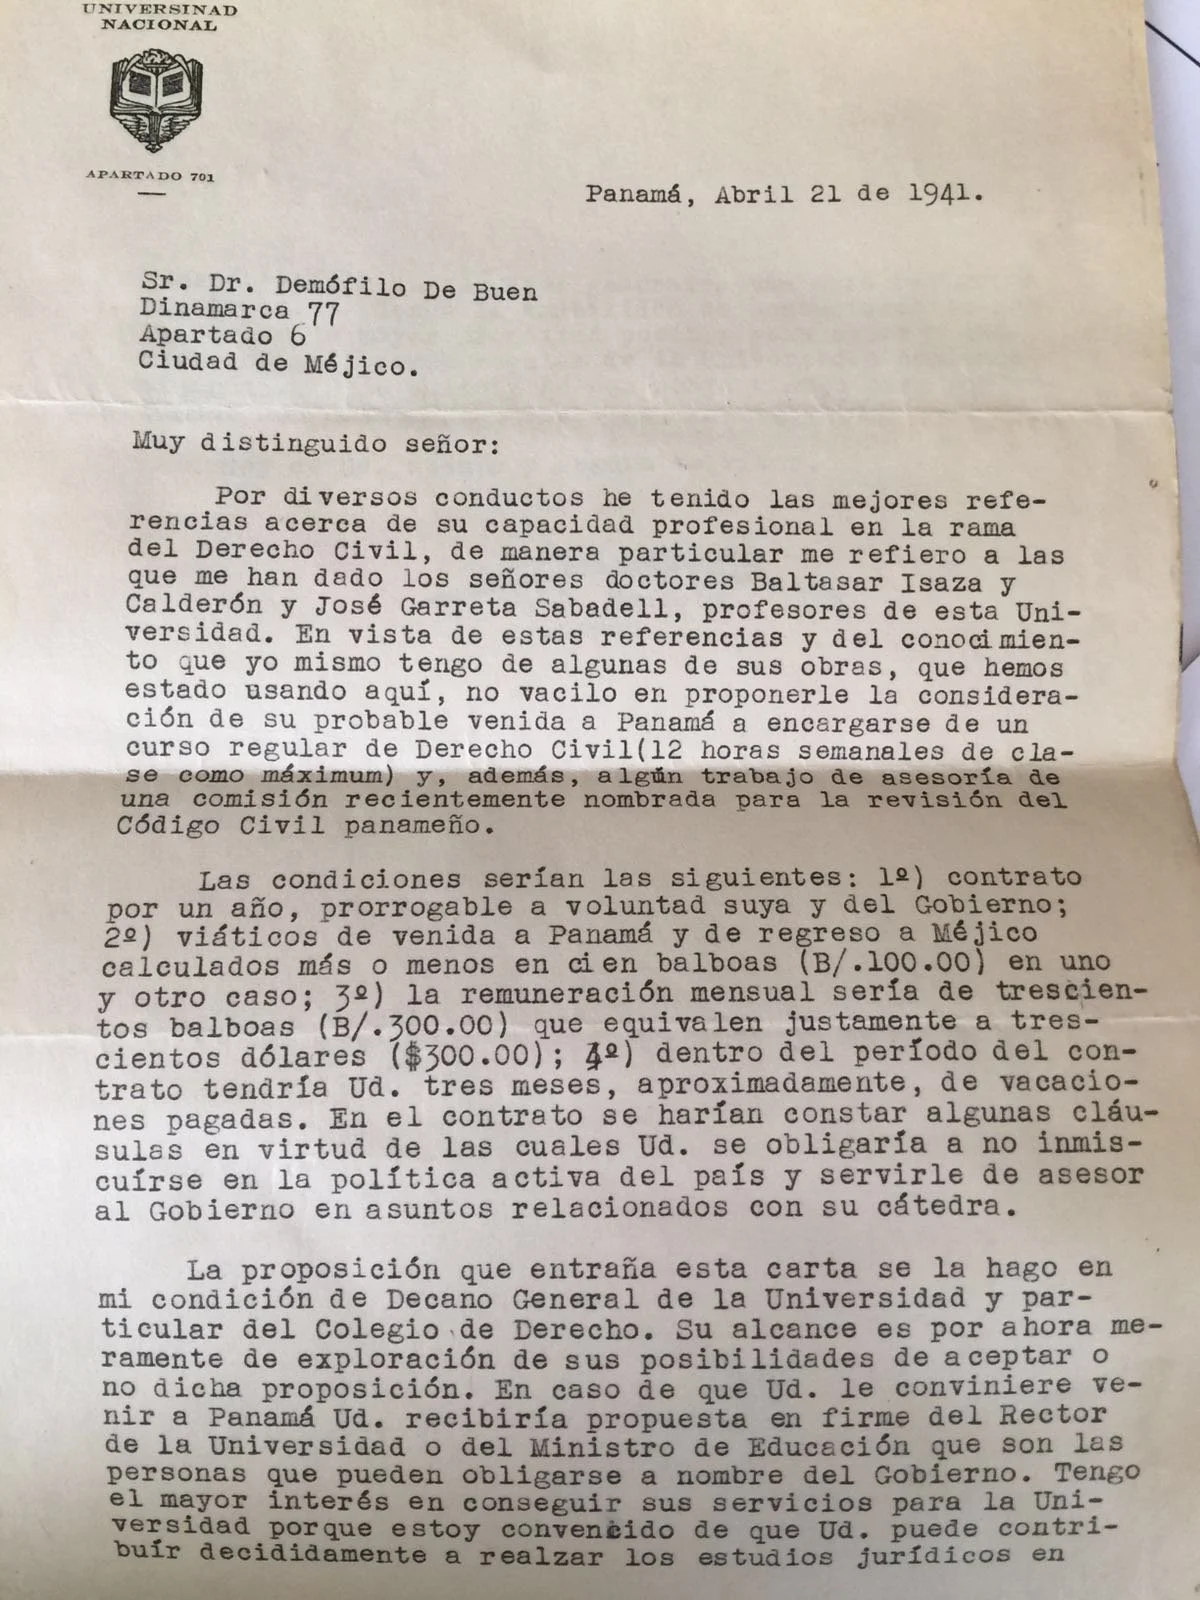 UNIVERSINAD
NACIONAL
APARTADO 701
Panamá, Abril 21 de 1941.
Sr. Dr. Demófilo De Buen
Dinamarca 77
Apartado 6
Ciudad de Méjico.
Muy distinguido señor:
Por diversos conductos he tenido las mejores refe-
rencias acerca de su capacidad profesional en la rama
del Derecho Civil, de manera particular me refiero a las
que me han dado los señores doctores Baltasar Isaza y
Calderón y José Garreta Sabadell, profesores de esta Uni-
versidad. En vista de estas referencias y del conocimien-
to que yo mismo tengo de algunas de sus obras, que hemos
estado usando aquí, no vacilo en proponerle la considera-
ción de su probable venida a Panamá a encargarse de un
curso regular de Derecho Civil(12 horas semanales de cla-
se como máximum) y, además, algún trabajo de asesoría de
una comisión recientemente nombrada para la revisión del
Código Civil panameño.
Las condiciones serían las siguientes: 1º) contrato
por un año, prorrogable a voluntad suya y del Gobierno;
2º) viáticos de venida a Panamá y de regreso a Méjico
calculados más o menos en cien balboas (B/.100.00) en uno
y otro caso; 3º) la remuneración mensual sería de trescien-
tos balboas (B/.300.00) que equivalen justamente a tres-
cientos dólares ($300.00); 4º) dentro del período del con-
trato tendría Ud. tres meses, aproximadamente, de vacacio-
nes pagadas. En el contrato se harían constar algunas cláu-
sulas en virtud de las cuales Ud. se obligaría a no inmis-
cuírse en la política activa del país y servirle de asesor
al Gobierno en asuntos relacionados con su cátedra.
La proposición que entraña esta carta se la hago en
mi condición de Decano General de la Universidad y par-
ticular del Colegio de Derecho. Su alcance es por ahora me-
ramente de exploración de sus posibilidades de aceptar o
no dicha proposición. En caso de que Ud. le conviniere ve-
nir a Panamá Ud. recibiría propuesta en firme del Rector
de la Universidad o del Ministro de Educación que son las
personas que pueden obligarse a nombre del Gobierno. Tengo
el mayor interés en conseguir sus servicios para la Uni-
versidad porque estoy convencido de que Ud. puede contri-
buír decididamente a realzar los estudios jurídicos en